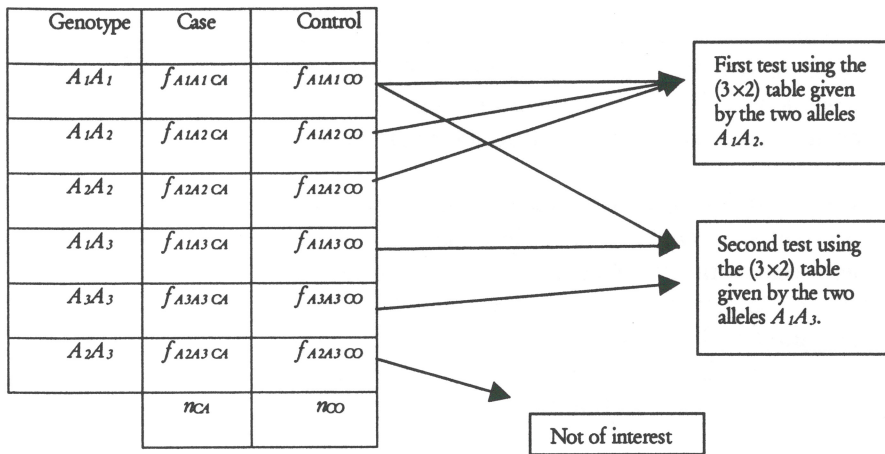 Genotype Case Control
A1A1 fA1A1 CA fA1A1 CO
A1A2 fA1A2 CA fA1A2 CO
A2A2 fA2A2 CA fA2A2 CO
A1A3 fA1A3 CA fA1A3 CO
A3A3 fA3A3 CA fA3A3 CO
A2A3 fA2A3 CA fA2A3 CO
nCA nCO
First test using the
(3×2) table given
by the two alleles
A1A2.
Second test using
the (3×2) table
given by the two
alleles A1A3.
Not of interest